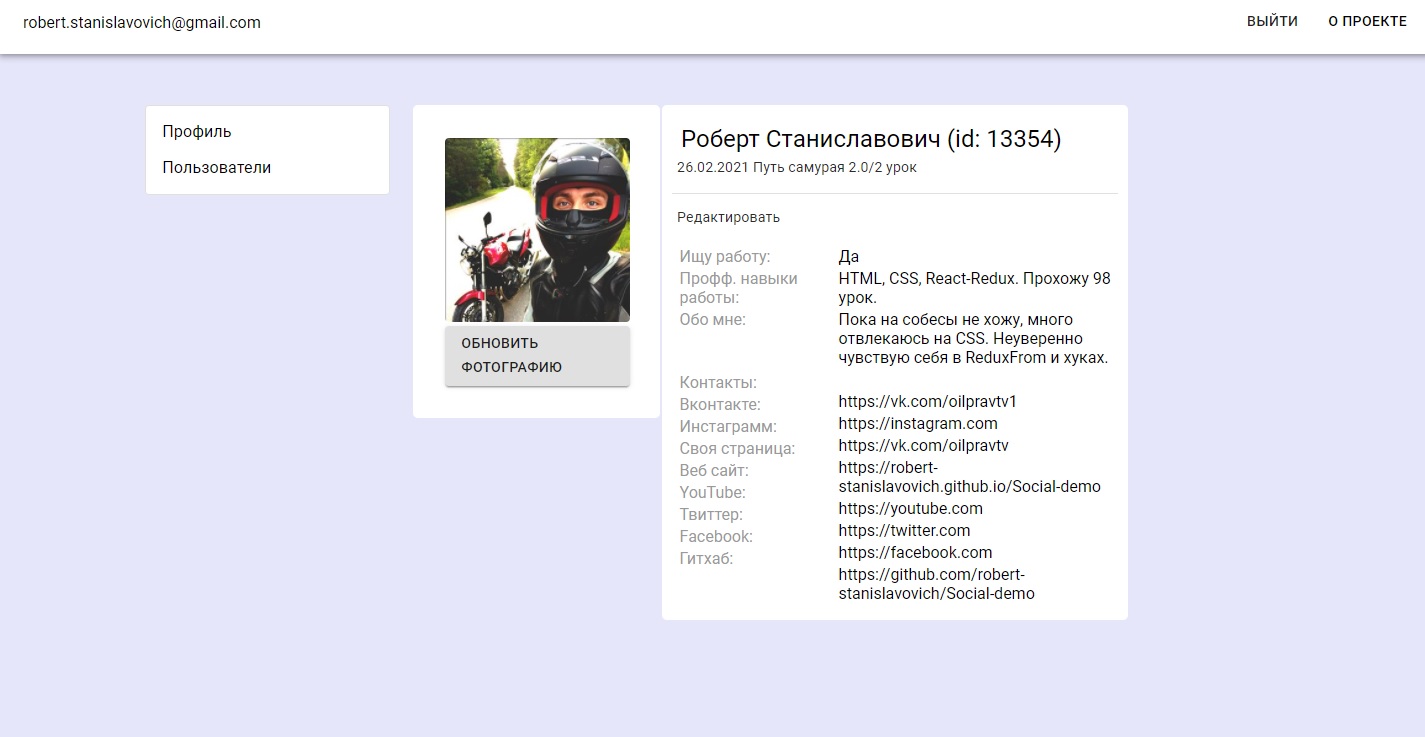 robert.stanislavovich@gmail.com
ВЫЙТИ
О ПРОЕКТЕ
Профиль
Пользователи
ОБНОВИТЬ
ФОТОГРАФИЮ
Роберт Станиславович (id: 13354)
26.02.2021 Путь самурая 2.0/2 урок
Редактировать
Ищу работу:
Да
Профф. навыки
работы:
HTML, CSS, React-Redux. Прохожу 98
урок.
Обо мне:
Пока на собесы не хожу, много
отвлекаюсь на CSS. Неуверенно
чувствую себя в ReduxFrom и хуках.
Контакты:
Вконтакте:
https://vk.com/oilpravtv1
Инстаграмм:
https://instagram.com
Своя страница:
https://vk.com/oilpravtv
Веб сайт:
https://robert-
stanislavovich.github.io/Social-demo
YouTube:
https://youtube.com
Твиттер:
https://twitter.com
Facebook:
https://facebook.com
Гитхаб:
https://github.com/robert-
stanislavovich/Social-demo